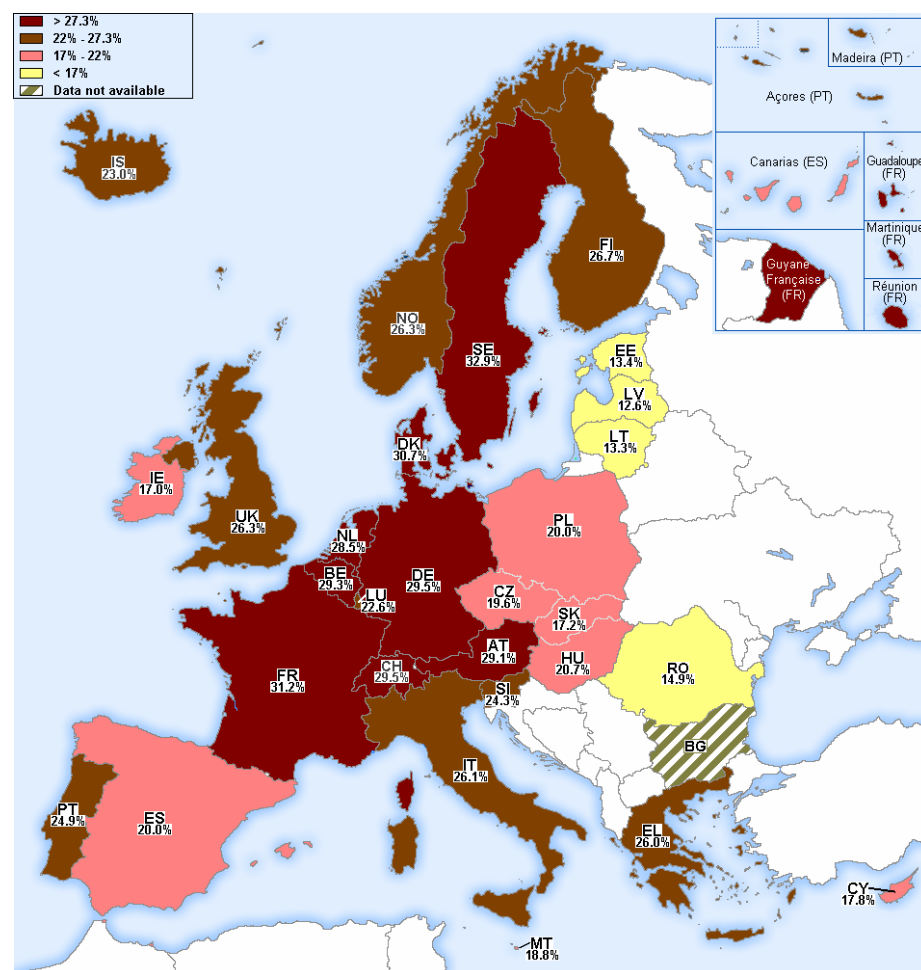 > 27.3%
22% - 27.3%
17% - 22%
< 17%
Data not available
Madeira (PT)
Açores (PT)
Canarias (ES)
Guadaloupe
(FR)
Martinique
(FR)
Guyane
Française
(FR)
Réunion
(FR)
IS
23.0%
FI
26.7%
NO
26.3%
SE
32.9%
EE
13.4%
LV
12.6%
LT
13.3%
DK
30.7%
IE
17.0%
UK
26.3%
NL
28.5%
PL
20.0%
BE
29.3%
DE
29.5%
LU
22.6%
CZ
19.6%
SK
17.2%
AT
29.1%
HU
20.7%
CH
29.5%
FR
31.2%
SI
24.3%
RO
14.9%
BG
IT
26.1%
PT
24.9%
ES
20.0%
EL
26.0%
CY
17.8%
MT
18.8%